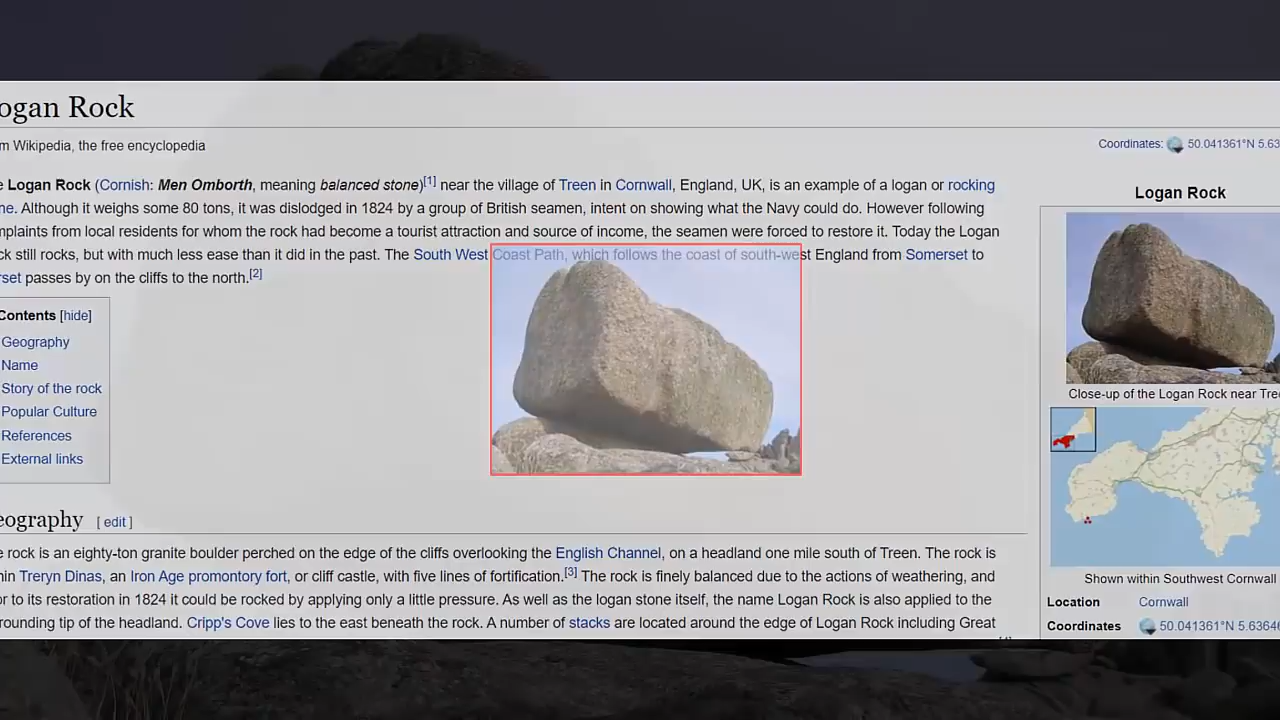 ogan Rock
m Wikipedia, the free encyclopedia
Coordinates: 50.041361°N 5.63
e Logan Rock (Cornish: Men Omborth, meaning balanced stone)[1] near the village of Treen in Cornwall, England, UK, is an example of a logan or rocking
ne. Although it weighs some 80 tons, it was dislodged in 1824 by a group of British seamen, intent on showing what the Navy could do. However following
mplaints from local residents for whom the rock had become a tourist attraction and source of income, the seamen were forced to restore it. Today the Logan
ck still rocks, but with much less ease than it did in the past. The South West Coast Path, which follows the coast of south-west England from Somerset to
rset passes by on the cliffs to the north.[2]
Contents [hide]
Geography
Name
Story of the rock
Popular Culture
References
External links
eography [ edit ]
e rock is an eighty-ton granite boulder perched on the edge of the cliffs overlooking the English Channel, on a headland one mile south of Treen. The rock is
hin Treryn Dinas, an Iron Age promontory fort, or cliff castle, with five lines of fortification.[3] The rock is finely balanced due to the actions of weathering, and
or to its restoration in 1824 it could be rocked by applying only a little pressure. As well as the logan stone itself, the name Logan Rock is also applied to the
rounding tip of the headland. Cripp's Cove lies to the east beneath the rock. A number of stacks are located around the edge of Logan Rock including Great
Logan Rock
Close-up of the Logan Rock near Tree
Shown within Southwest Cornwall
Location Cornwall
Coordinates 50.041361°N 5.63646